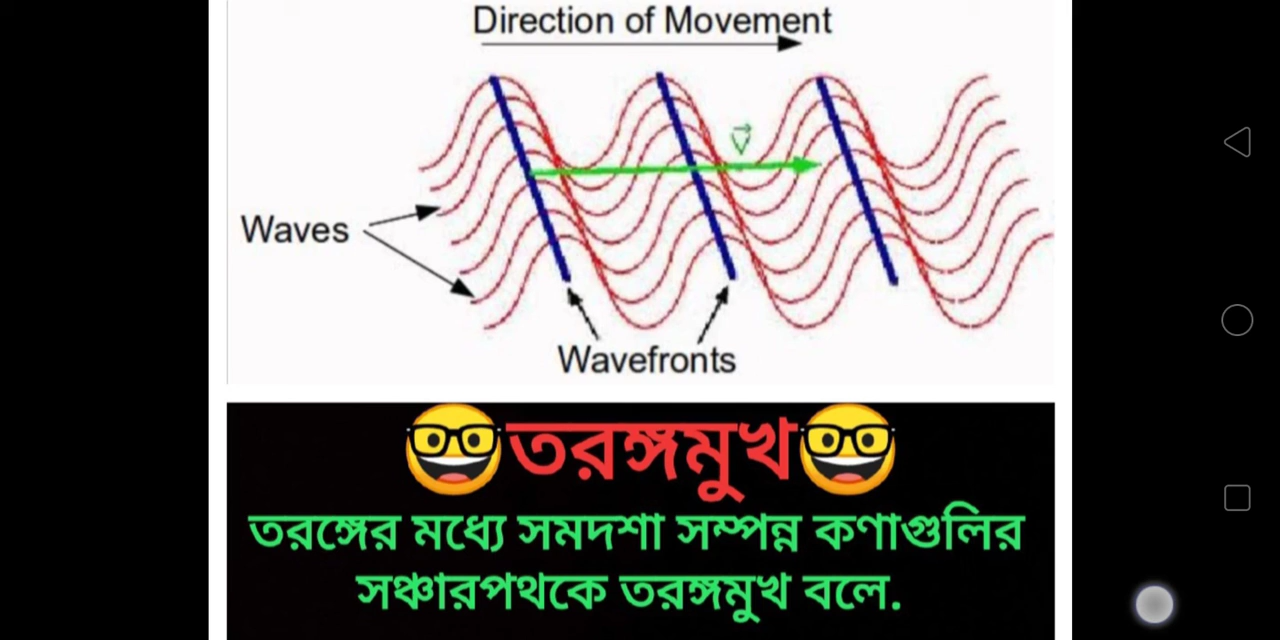 Direction of Movement
v
Waves
Wavefronts
🤓তরঙ্গমুখ🤓
তরঙ্গের মধ্যে সমদশা সম্পন্ন কণাগুলির
সঞ্চারপথকে তরঙ্গমুখ বলে.